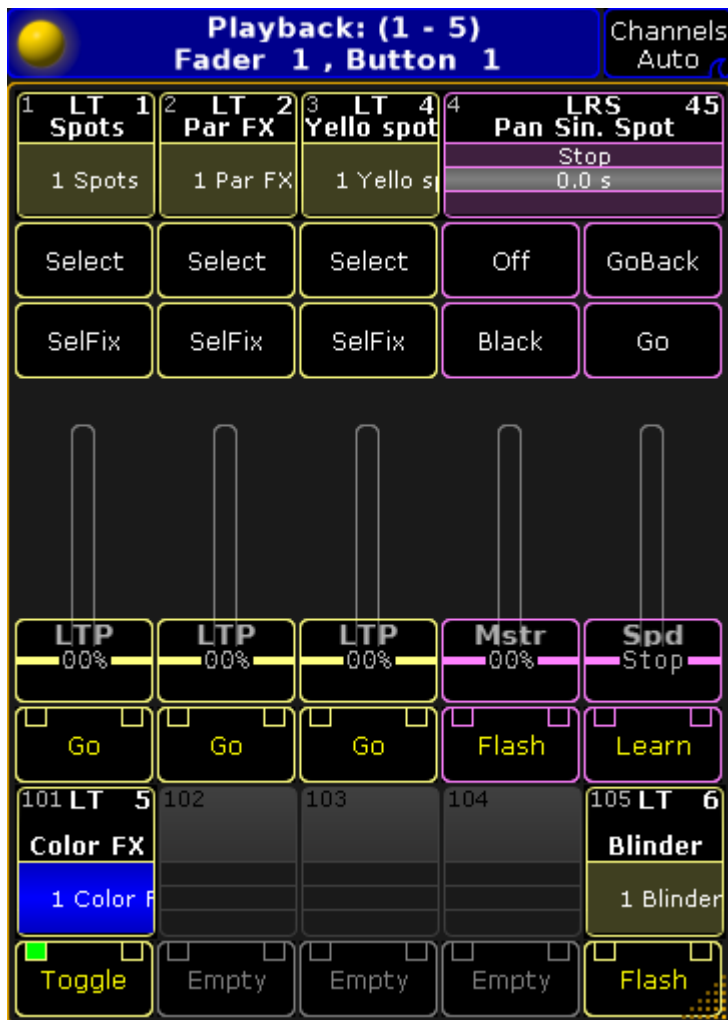 Playback: (1 - 5)
Fader 1 , Button 1
Channels
Auto
1 LT 1
Spots
2 LT 2
Par FX
3 LT 4
Yello spot
4 LRS 45
Pan Sin. Spot
1 Spots
1 Par FX
1 Yello s
Stop
0.0 s
Select Select Select Off GoBack
SelFix SelFix SelFix Black Go
LTP LTP LTP Mstr Spd
00% 00% 00% 00% Stop
Go Go Go Flash Learn
101 LT 5
Color FX
1 Color F
102
103
104
105 LT 6
Blinder
1 Blinder
Toggle Empty Empty Empty Flash